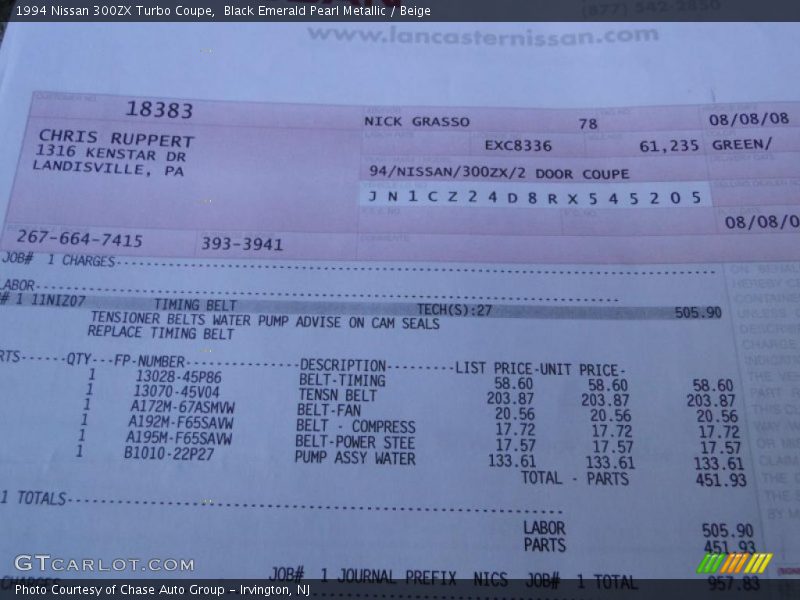 1994 Nissan 300ZX Turbo Coupe,  Black Emerald Pearl Metallic / Beige
(877) 542-2850
www.lancasternissan.com
18383 NICK GRASSO 78 08/08/08
CHRIS RUPPERT EXC8336 61,235 GREEN/
1316 KENSTAR DR
LANDISVILLE, PA 94/NISSAN/300ZX/2 DOOR COUPE
JN1CZ24D8RX545205
08/08/0
267-664-7415 393-3941
JOB# 1 CHARGES
LABOR
# 1 11NIZ07 TIMING BELT TECH(S):27 505.90
TENSIONER BELTS WATER PUMP ADVISE ON CAM SEALS
REPLACE TIMING BELT
RTS------QTY---FP-NUMBER---DESCRIPTION--------LIST PRICE-UNIT PRICE-
1 13028-45P86 BELT-TIMING 58.60 58.60 58.60
1 13070-45V04 TENSN BELT 203.87 203.87 203.87
1 A172M-67ASMVW BELT-FAN 20.56 20.56 20.56
1 A192M-F65SAVW BELT - COMPRESS 17.72 17.72 17.72
1 A195M-F65SAVW BELT-POWER STEE 17.57 17.57 17.57
1 B1010-22P27 PUMP ASSY WATER 133.61 133.61 133.61
TOTAL - PARTS 451.93
1 TOTALS
LABOR 505.90
PARTS 451.93
JOB# 1 JOURNAL PREFIX NICS JOB# 1 TOTAL 957.83
GTCARLOT.COM
Photo Courtesy of Chase Auto Group - Irvington, NJ